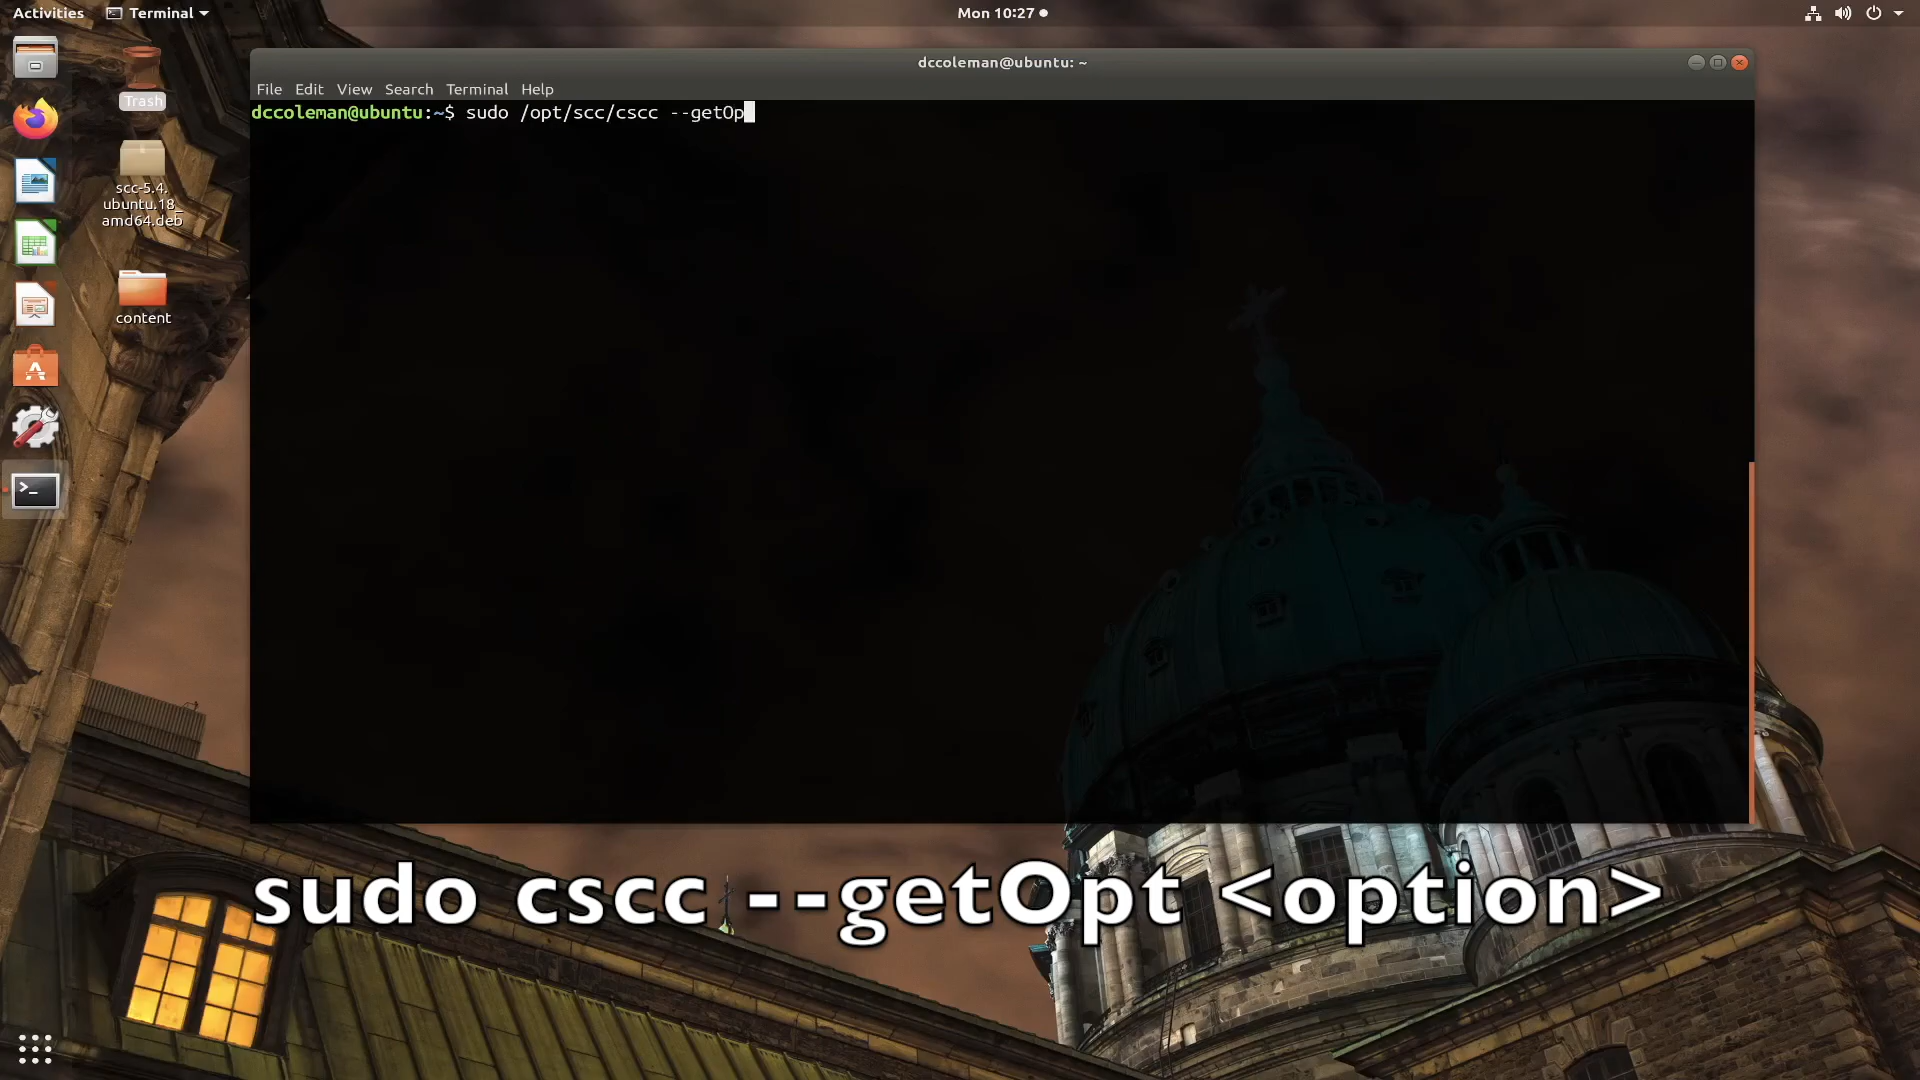 Activities Terminal Mon 10:27
Trash
scc-5.4.
ubuntu.18_
amd64.deb
content
dccoleman@ubuntu: ~
File Edit View Search Terminal Help
dccoleman@ubuntu:~$ sudo /opt/scc/cscc --getOp
sudo cscc --getOpt <option>